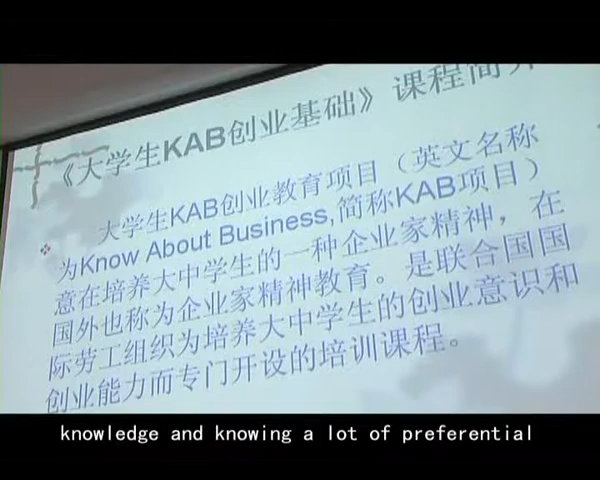 《大学生KAB创业基础》课程简介
大学生KAB创业教育项目（英文名称
为Know About Business,简称KAB项目）
意在培养大中学生的一种企业家精神，在
国外也称为企业家精神教育。是联合国国
际劳工组织为培养大中学生的创业意识和
创业能力而专门开设的培训课程。
knowledge and knowing a lot of preferential